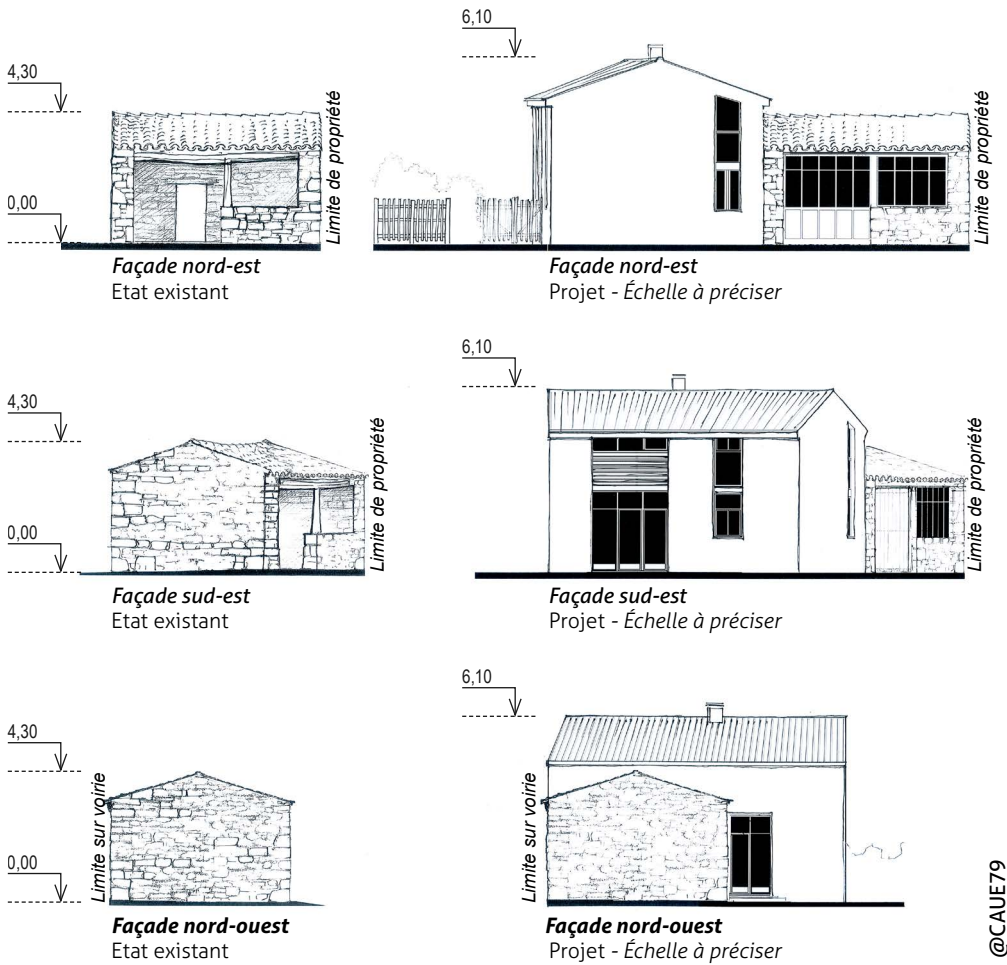 6,10
4,30
0,00
Limite de propriété
Limite de propriété
Façade nord-est
Etat existant
Façade nord-est
Projet - Échelle à préciser
6,10
4,30
0,00
Limite de propriété
Limite de propriété
Façade sud-est
Etat existant
Façade sud-est
Projet - Échelle à préciser
6,10
4,30
0,00
Limite sur voirie
Limite sur voirie
Façade nord-ouest
Etat existant
Façade nord-ouest
Projet - Échelle à préciser
@CAUE79